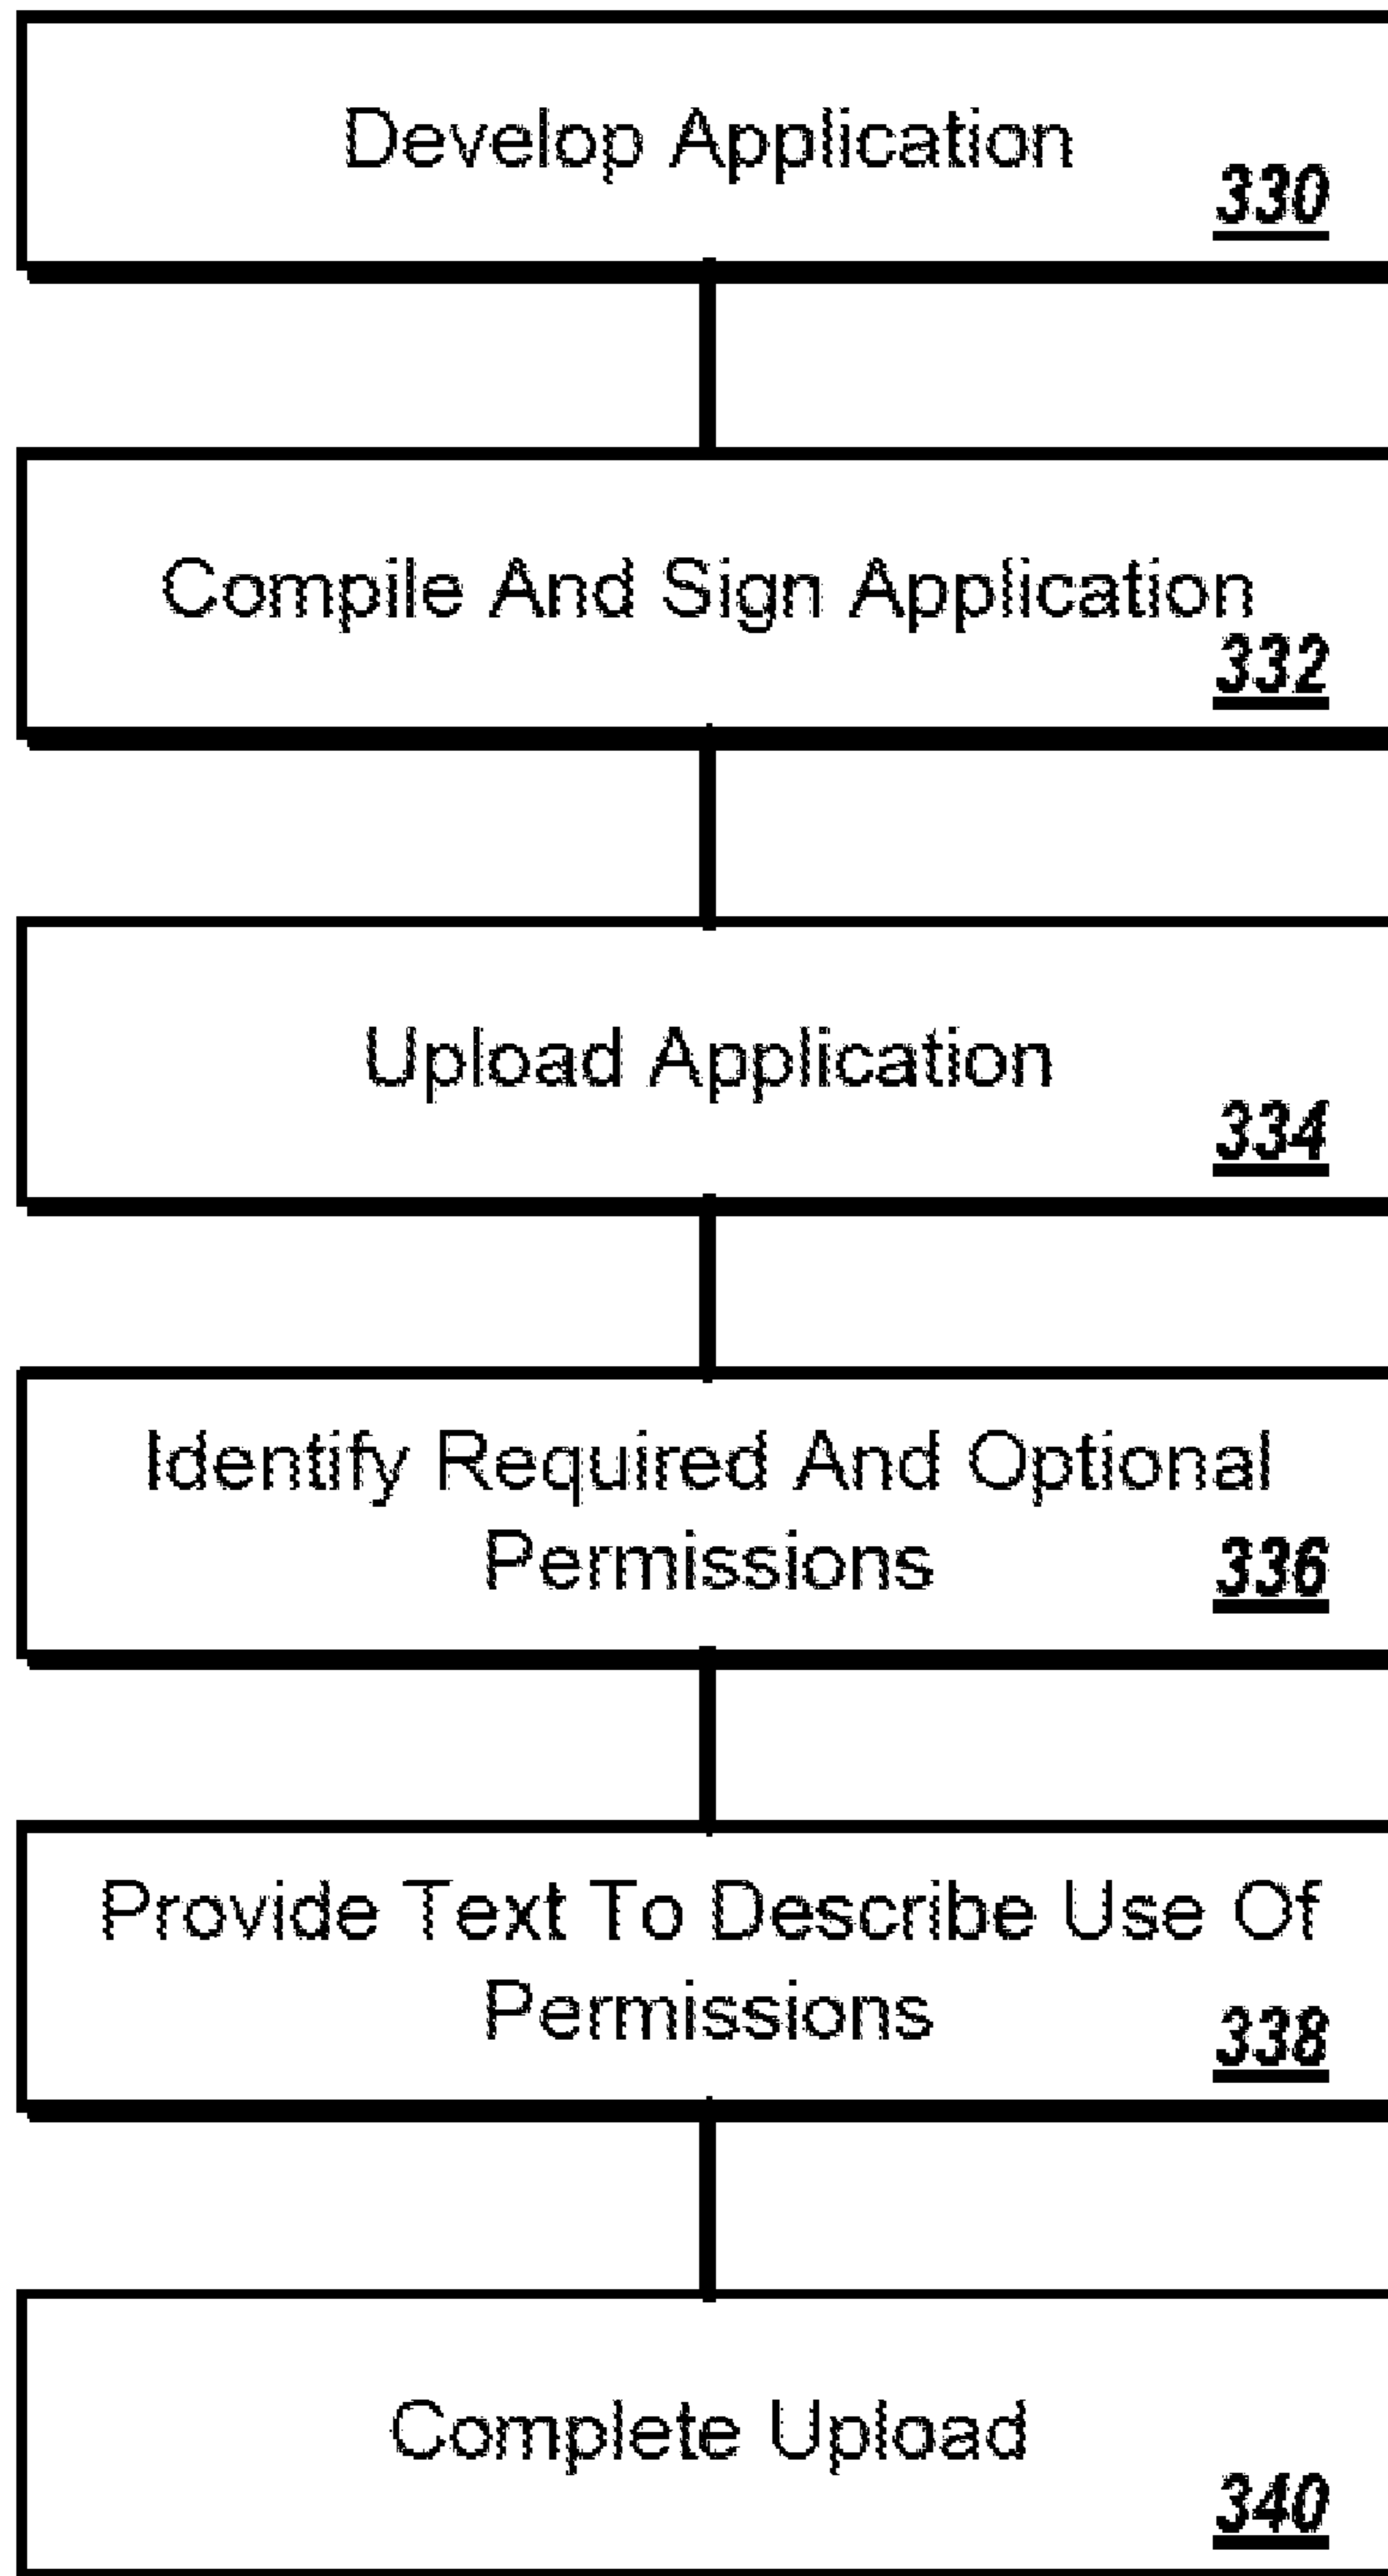 Develop Application
330
Compile And Sign Application
332
Upload Application
334
Identify Required And Optional
Permissions
336
Provide Text To Describe Use Of
Permissions
338
Complete Upload
340